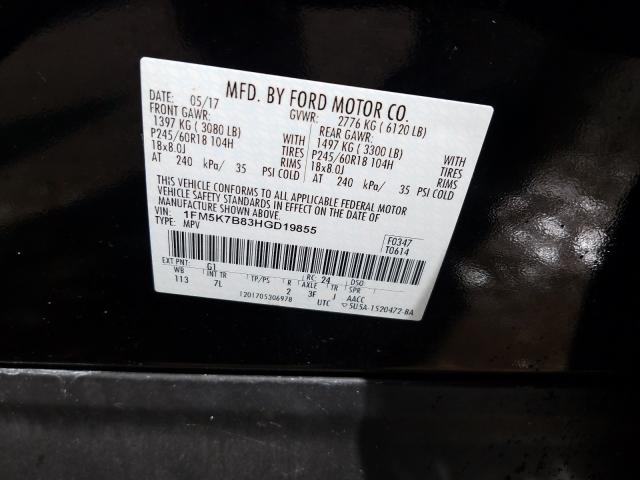 MFD. BY FORD MOTOR CO.
05/17 GVWR: 2776 KG ( 6120 LB)
FRONT GAWR: REAR GAWR:
1397 KG ( 3080 LB) 1497 KG ( 3300 LB)
P245/60R18 104H TIRES P245/60R18 104H TIRES
18x8.0J RIMS 18x8.0J RIMS
AT 240 kPa/ 35 PSI COLD AT 240 kPa/ 35 PSI COLD
THIS VEHICLE CONFORMS TO ALL APPLICABLE FEDERAL MOTOR
VEHICLE SAFETY STANDARDS IN EFFECT ON THE DATE OF
MANUFACTURE SHOWN ABOVE.
VIN: 1FM5K7B83HGD19855
TYPE: MPV
F0347
T0614
EXT PNT: G1 RC: 24 DSO:
WB INT TR TP/PS R AXLE TR SPR
113 7L 2 3F J AACC
1201705306978 UTC 5U5A-1520472-BA